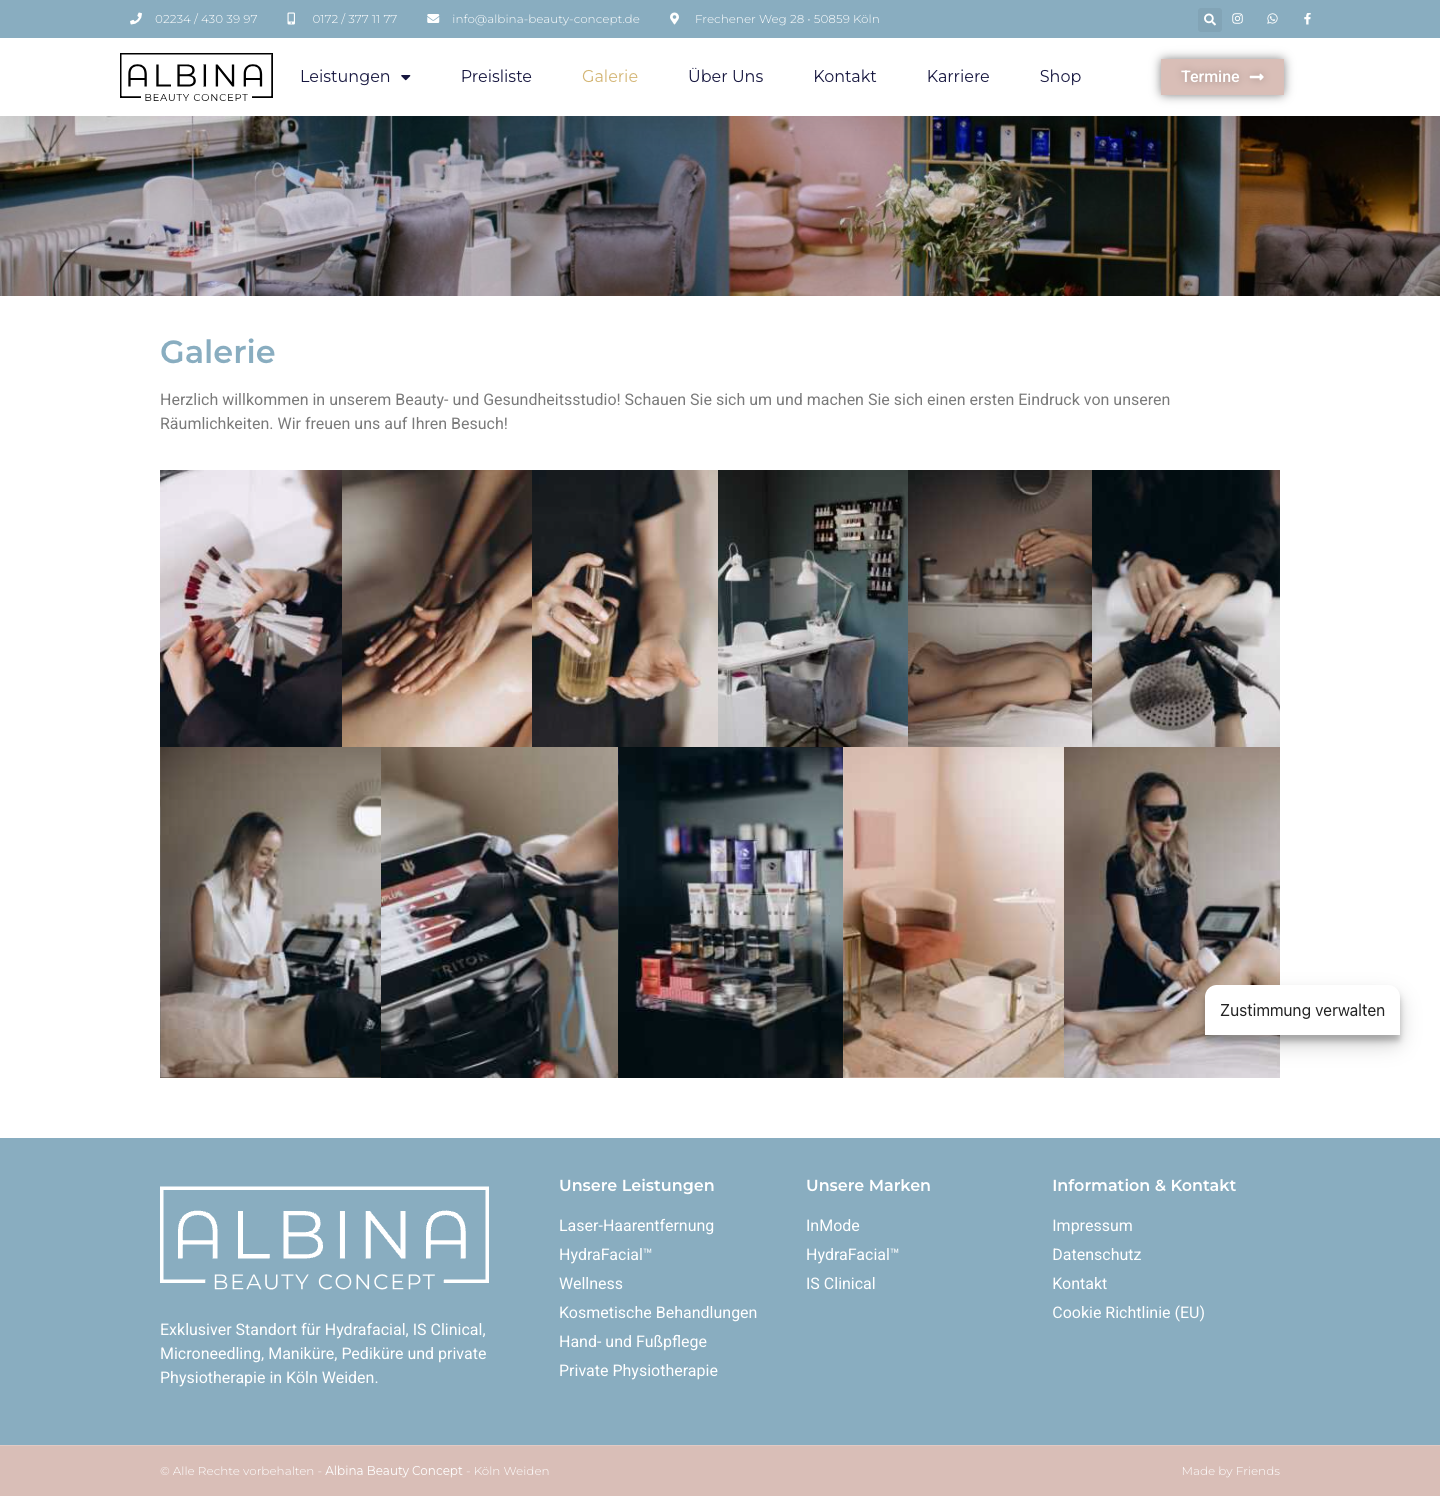 02234 / 430 39 97
0172 / 377 11 77
info@albina-beauty-concept.de
Frechener Weg 28 · 50859 Köln
ALBINA
BEAUTY CONCEPT
Leistungen
Preisliste
Galerie
Über Uns
Kontakt
Karriere
Shop
Termine
Galerie
Herzlich willkommen in unserem Beauty- und Gesundheitsstudio! Schauen Sie sich um und machen Sie sich einen ersten Eindruck von unseren
Räumlichkeiten. Wir freuen uns auf Ihren Besuch!
TRITON
Zustimmung verwalten
ALBINA
BEAUTY CONCEPT
Exklusiver Standort für Hydrafacial, IS Clinical,
Microneedling, Maniküre, Pediküre und private
Physiotherapie in Köln Weiden.
Unsere Leistungen
Laser-Haarentfernung
HydraFacial™
Wellness
Kosmetische Behandlungen
Hand- und Fußpflege
Private Physiotherapie
Unsere Marken
InMode
HydraFacial™
IS Clinical
Information & Kontakt
Impressum
Datenschutz
Kontakt
Cookie Richtlinie (EU)
© Alle Rechte vorbehalten - Albina Beauty Concept - Köln Weiden
Made by Friends